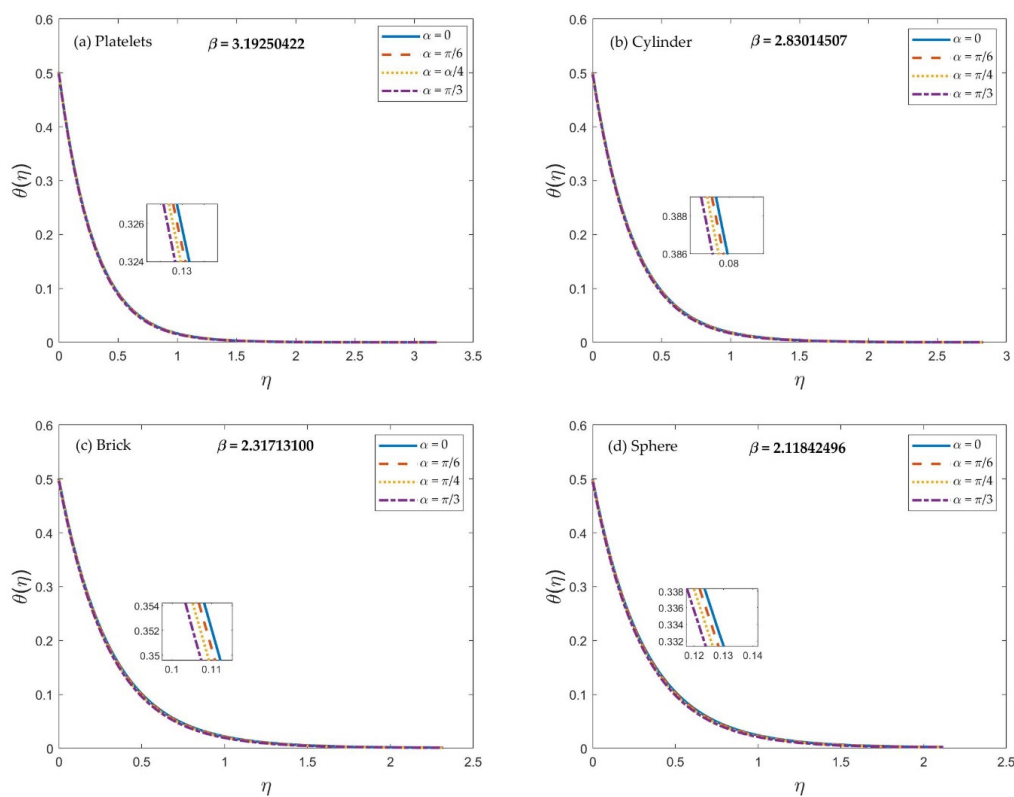 (a) Platelets
β = 3.19250422
α = 0
α = π/6
α = α/4
α = π/3
0.6
0.5
0.4
0.3
0.2
0.1
0
θ(η)
0.326
0.324
0.13
0 0.5 1 1.5 2 2.5 3 3.5
η
(b) Cylinder
β = 2.83014507
α = 0
α = π/6
α = π/4
α = π/3
0.6
0.5
0.4
0.3
0.2
0.1
0
θ(η)
0.388
0.386
0.08
0 0.5 1 1.5 2 2.5 3
η
(c) Brick
β = 2.31713100
α = 0
α = π/6
α = π/4
α = π/3
0.6
0.5
0.4
0.3
0.2
0.1
0
θ(η)
0.354
0.352
0.35
0.1 0.11
0 0.5 1 1.5 2 2.5
η
(d) Sphere
β = 2.11842496
α = 0
α = π/6
α = π/4
α = π/3
0.6
0.5
0.4
0.3
0.2
0.1
0
θ(η)
0.338
0.336
0.334
0.332
0.12 0.13 0.14
0 0.5 1 1.5 2 2.5
η